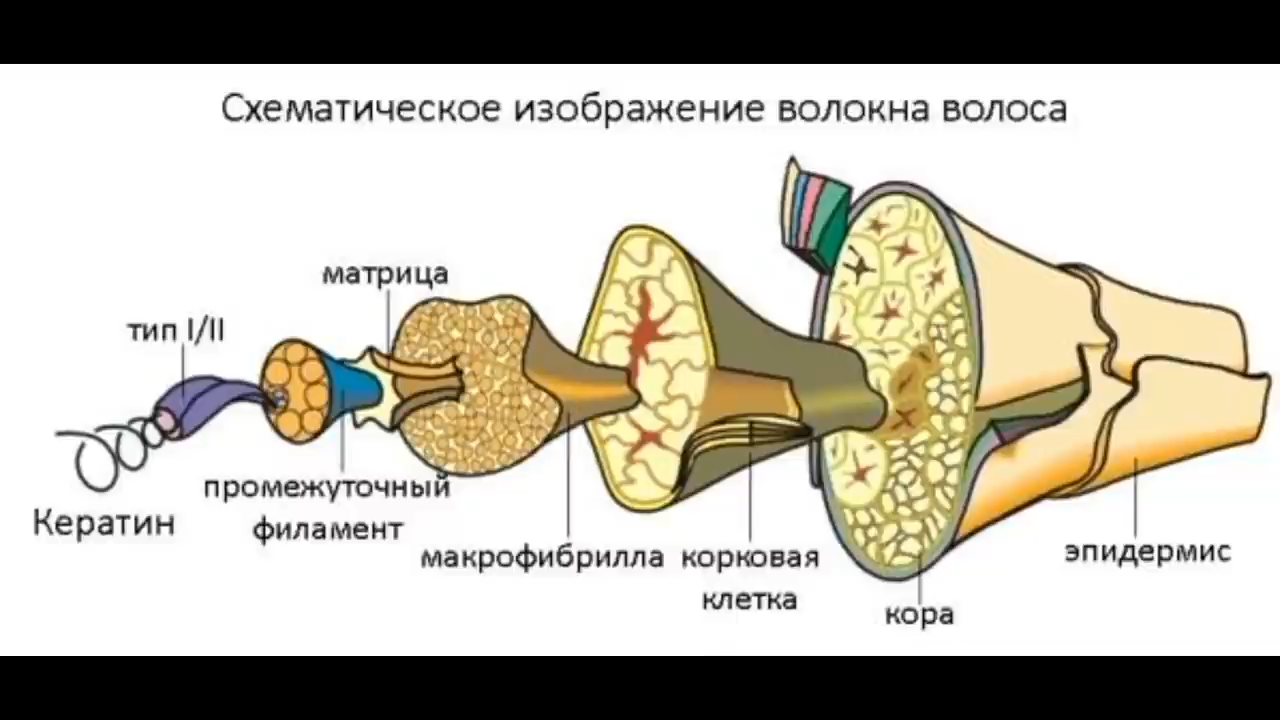 Схематическое изображение волокна волоса
матрица
тип I/II
промежуточный
филамент
Кератин
макрофибрилла
корковая
клетка
кора
эпидермис